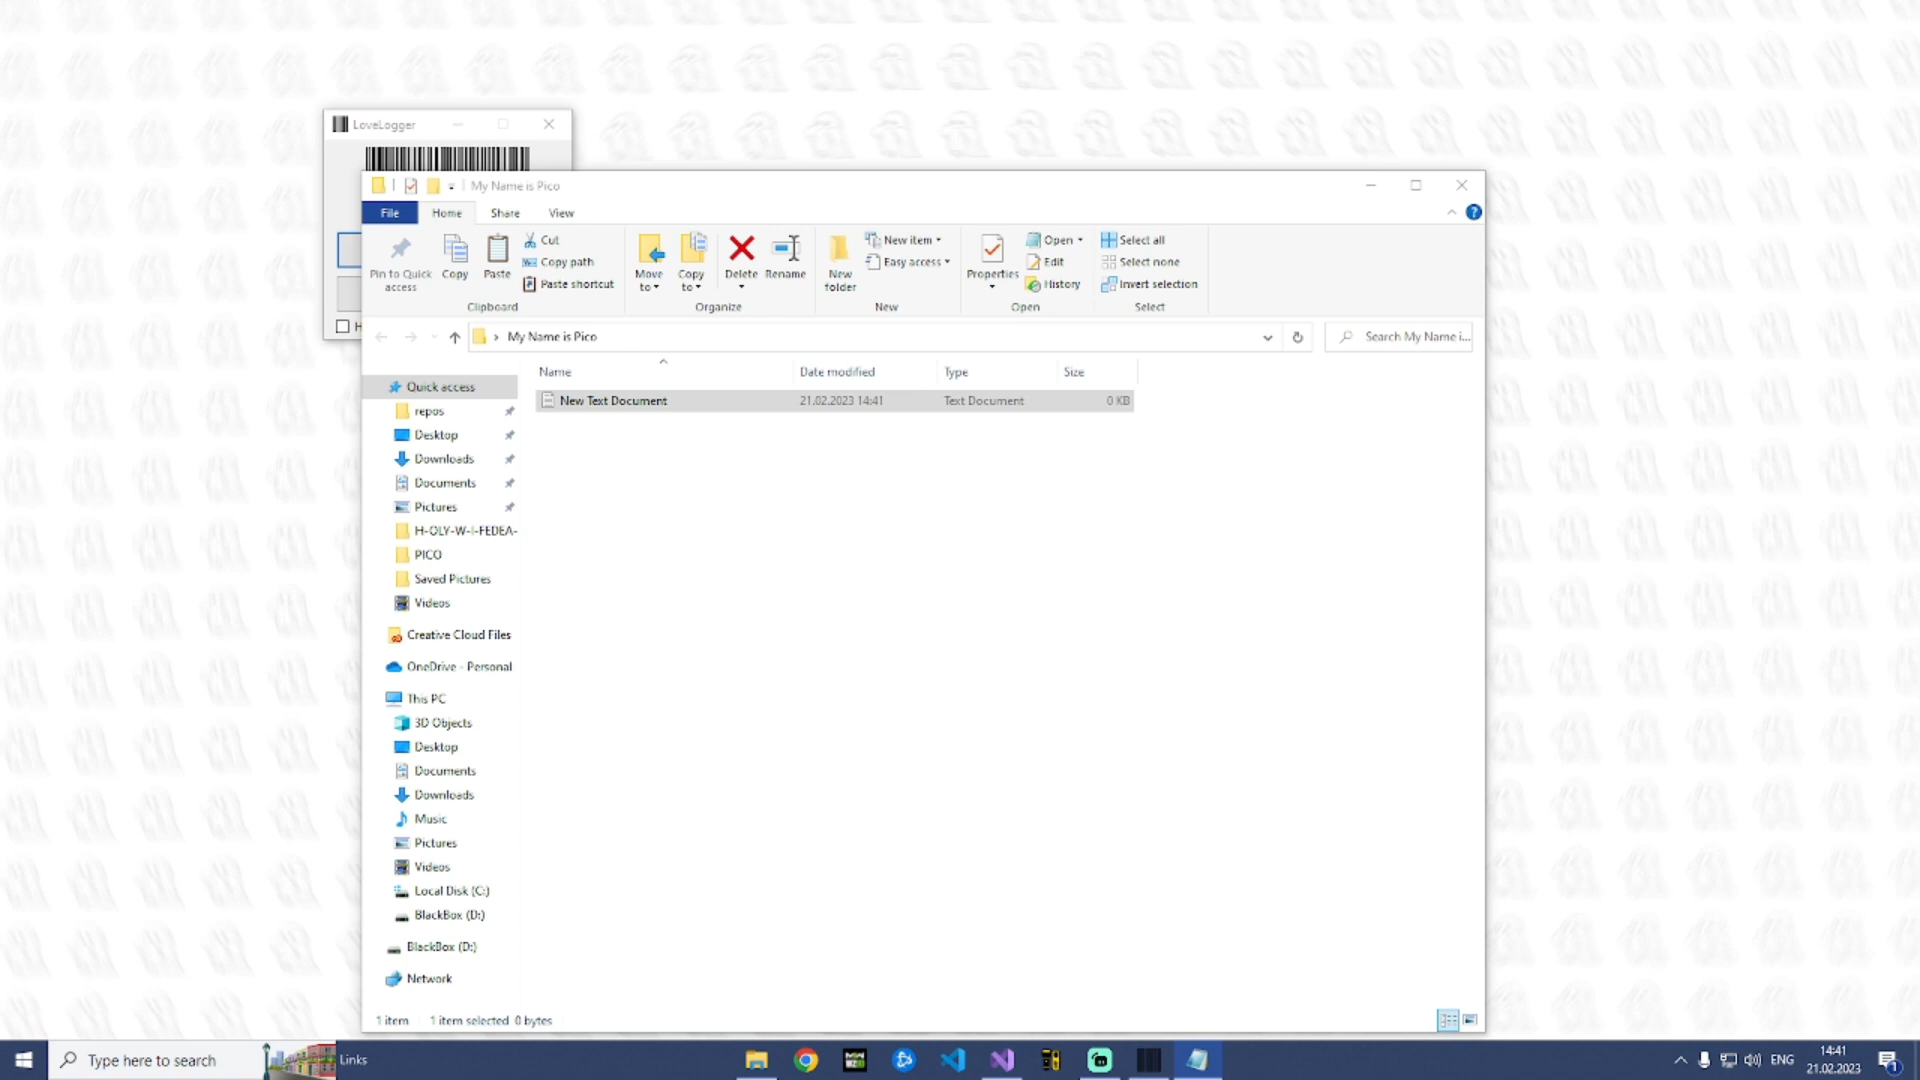 LoveLogger
My Name is Pico
File Home Share View
Pin to Quick access
Copy
Paste
Cut
Copy path
Paste shortcut
Clipboard
Move to
Copy to
Delete
Rename
Organize
New folder
New item
Easy access
New
Properties
Open
Edit
History
Open
Select all
Select none
Invert selection
Select
H
My Name is Pico
Search My Name i...
Name Date modified Type Size
New Text Document 21.02.2023 14:41 Text Document 0 KB
Quick access
repos
Desktop
Downloads
Documents
Pictures
H-OLY-W-I-FEDEA-
PICO
Saved Pictures
Videos
Creative Cloud Files
OneDrive - Personal
This PC
3D Objects
Desktop
Documents
Downloads
Music
Pictures
Videos
Local Disk (C:)
BlackBox (D:)
BlackBox (D:)
Network
1 item 1 item selected 0 bytes
Type here to search
Links
ENG
14:41
21.02.2023
1